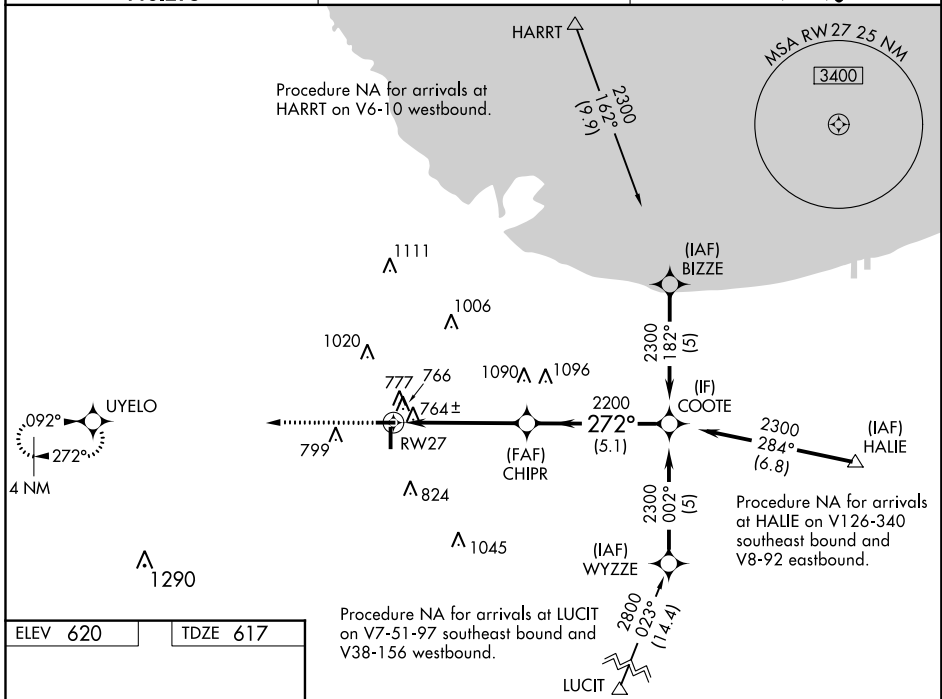 HARRT
MSA RW 27 25 NM
3400
Procedure NA for arrivals at
HARRT on V6-10 westbound.
2300
162°
(9.9)
1111
(IAF)
BIZZE
1006
1020
2300
182°
(5)
1090
1096
777
766
(IF)
COOTE
UYELO
092°
764±
2200
272°
(5.1)
2300
284°
(6.8)
(IAF)
HALIE
272°
799
RW27
(FAF)
CHIPR
4 NM
824
2300
002°
(5)
Procedure NA for arrivals
at HALIE on V126-340
southeast bound and
V8-92 eastbound.
1045
(IAF)
WYZZE
1290
Procedure NA for arrivals at LUCIT
on V7-51-97 southeast bound and
V38-156 westbound.
2800
023°
(14.4)
ELEV 620
TDZE 617
LUCIT